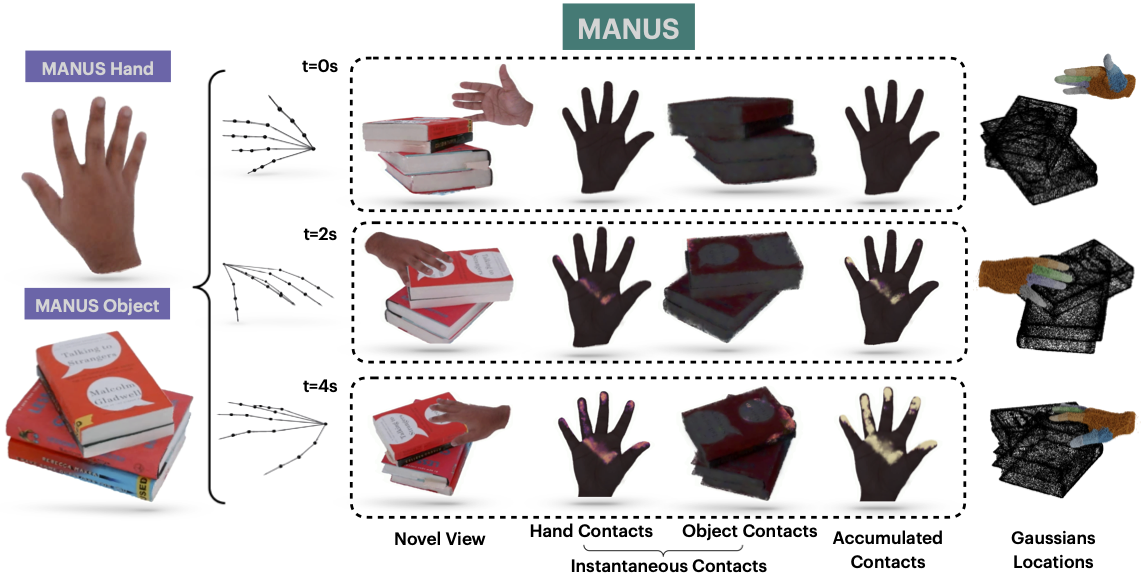 MANUS
MANUS Hand
t=0s
t=2s
MANUS Object
Talking to
Strangers
Malcolm
Gladwell
t=4s
USED
Novel View
Hand Contacts
Object Contacts
Accumulated
Contacts
Instantaneous Contacts
Gaussians
Locations